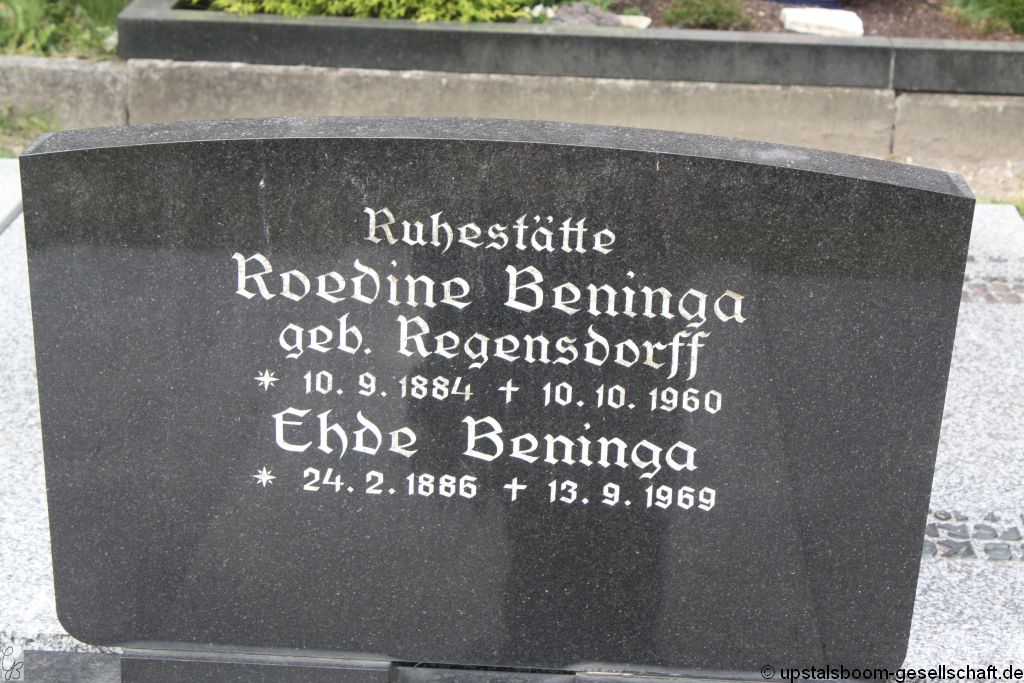 Ruhestätte
Roedine Beninga
geb. Regensdorff
* 10. 9. 1884 + 10. 10. 1960
Ehde Beninga
* 24. 2. 1886 + 13. 9. 1969
© upstalsboom-gesellschaft.de